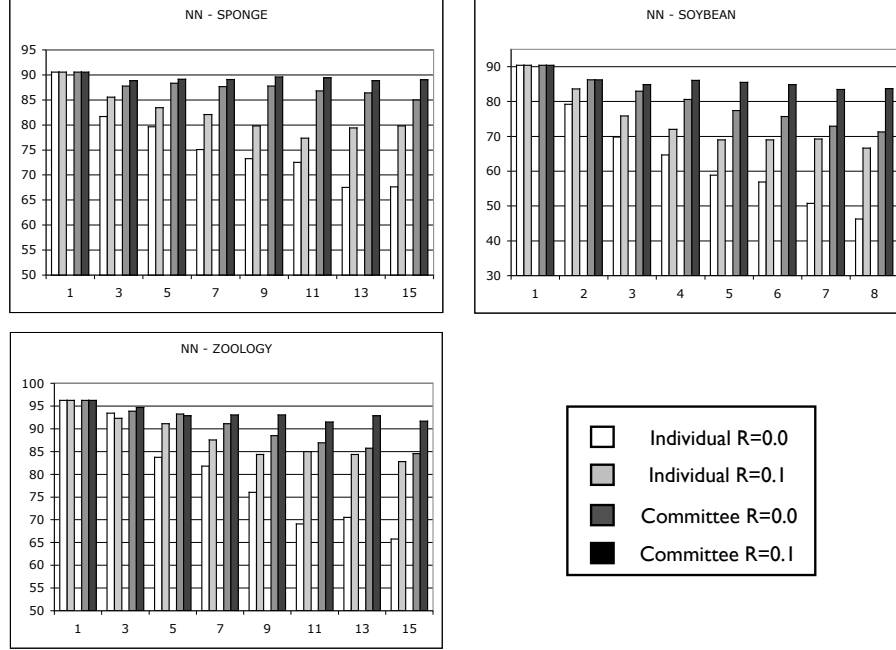 NN - SPONGE
95
90
85
80
75
70
65
60
55
50
1 3 5 7 9 11 13 15
NN - SOYBEAN
90
80
70
60
50
40
30
1 2 3 4 5 6 7 8
NN - ZOOLOGY
100
95
90
85
80
75
70
65
60
55
50
1 3 5 7 9 11 13 15
Individual R=0.0
Individual R=0.1
Committee R=0.0
Committee R=0.1